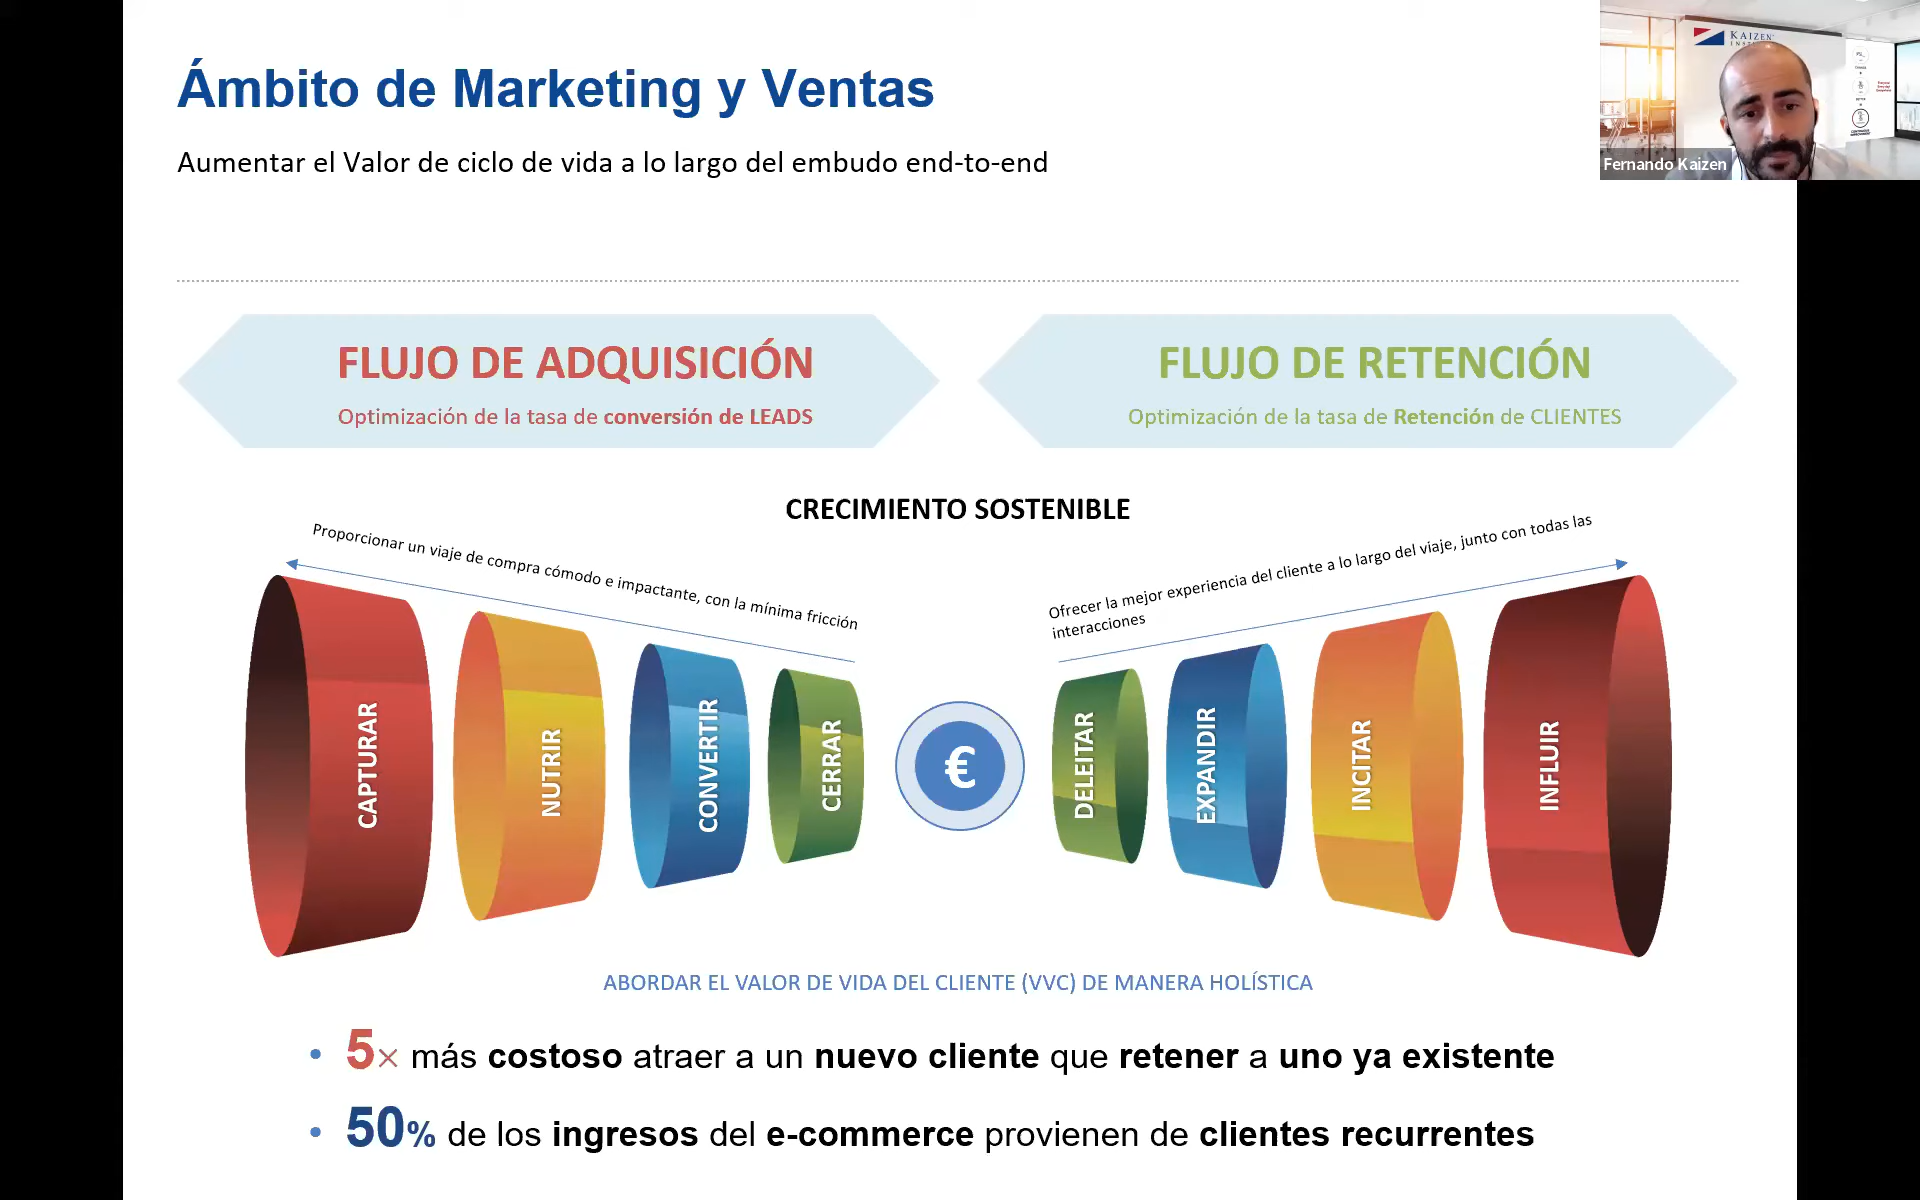 Ámbito de Marketing y Ventas
Aumentar el Valor de ciclo de vida a lo largo del embudo end-to-end
KAIZEN
Fernando Kaizen
FLUJO DE ADQUISICIÓN
Optimización de la tasa de conversión de LEADS
FLUJO DE RETENCIÓN
Optimización de la tasa de Retención de CLIENTES
CRECIMIENTO SOSTENIBLE
Proporcionar un viaje de compra cómodo e impactante, con la mínima fricción
Ofrecer la mejor experiencia del cliente a lo largo del viaje, junto con todas las
interacciones
CAPTURAR
NUTRIR
CONVERTIR
CERRAR
€
DELEITAR
EXPANDIR
INCITAR
INFLUIR
ABORDAR EL VALOR DE VIDA DEL CLIENTE (VVC) DE MANERA HOLÍSTICA
• 5× más costoso atraer a un nuevo cliente que retener a uno ya existente
• 50% de los ingresos del e-commerce provienen de clientes recurrentes